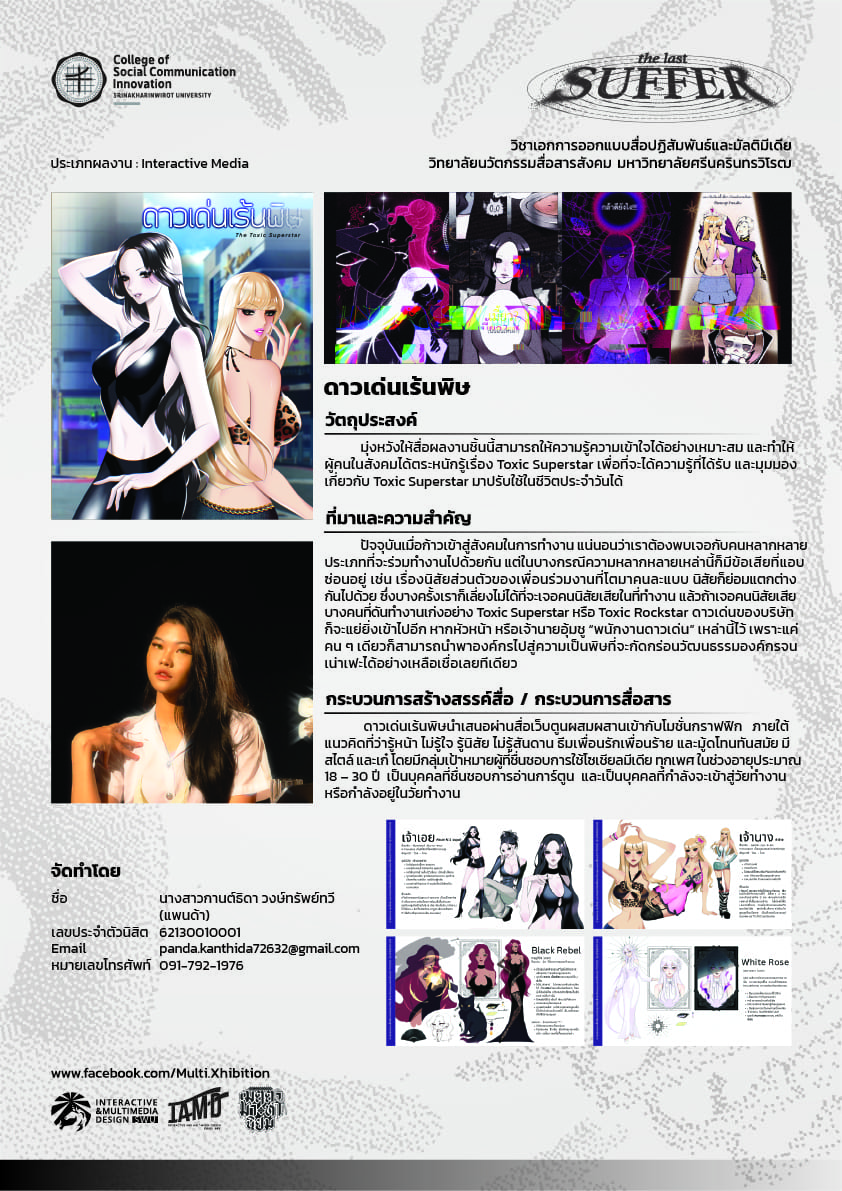 College of
Social Communication
Innovation
SRINAKHARINWIROT UNIVERSITY
the last
SUFFER
วิชาเอกการออกแบบสื่อปฏิสัมพันธ์และมัลติมีเดีย
ประเภทผลงาน : Interactive Media
วิทยาลัยนวัตกรรมสื่อสารสังคม มหาวิทยาลัยศรีนครินทรวิโรฒ
ดาวเด่นเร้นพิษ
The Toxic Superstar
กล้าดียังไง!!!
ดาวเด่นเร้นพิษ
วัตถุประสงค์
มุ่งหวังให้สื่อผลงานชิ้นนี้สามารถให้ความรู้ความเข้าใจได้อย่างเหมาะสม และทำให้
ผู้คนในสังคมได้ตระหนักรู้เรื่อง Toxic Superstar เพื่อที่จะได้ความรู้ที่ได้รับ และมุมมอง
เกี่ยวกับ Toxic Superstar มาปรับใช้ในชีวิตประจำวันได้
ที่มาและความสำคัญ
ปัจจุบันเมื่อก้าวเข้าสู่สังคมในการทำงาน แน่นอนว่าเราต้องพบเจอกับคนหลากหลาย
ประเภทที่จะร่วมทำงานไปด้วยกัน แต่ในบางกรณีความหลากหลายเหล่านี้ก็มีข้อเสียที่แอบ
ซ่อนอยู่ เช่น เรื่องนิสัยส่วนตัวของเพื่อนร่วมงานที่โตมาคนละแบบ นิสัยก็ย่อมแตกต่าง
กันไปด้วย ซึ่งบางครั้งเราก็เลี่ยงไม่ได้ที่จะเจอคนนิสัยเสียในที่ทำงาน แล้วถ้าเจอคนนิสัยเสีย
บางคนที่ดันทำงานเก่งอย่าง Toxic Superstar หรือ Toxic Rockstar ดาวเด่นของบริษัท
ก็จะแย่ยิ่งเข้าไปอีก หากหัวหน้า หรือเจ้านายอุ้มชู “พนักงานดาวเด่น” เหล่านี้ไว้ เพราะแค่
คน ๆ เดียวก็สามารถนำพาองค์กรไปสู่ความเป็นพิษที่จะกัดกร่อนวัฒนธรรมองค์กรจน
เน่าเฟะได้อย่างเหลือเชื่อเลยทีเดียว
กระบวนการสร้างสรรค์สื่อ / กระบวนการสื่อสาร
ดาวเด่นเร้นพิษนำเสนอผ่านสื่อเว็บตูนผสมผสานเข้ากับโมชั่นกราฟฟิก ภายใต้
แนวคิดที่ว่ารู้หน้า ไม่รู้ใจ รู้นิสัย ไม่รู้สันดาน ธีมเพื่อนรักเพื่อนร้าย และมู้ดโทนทันสมัย มี
สไตล์ และเก๋ โดยมีกลุ่มเป้าหมายผู้ที่ชื่นชอบการใช้โซเชียลมีเดีย ทุกเพศ ในช่วงอายุประมาณ
18 – 30 ปี เป็นบุคคลที่ชื่นชอบการอ่านการ์ตูน และเป็นบุคคลที่กำลังจะเข้าสู่วัยทำงาน
หรือกำลังอยู่ในวัยทำงาน
เจ้าเอย
เจ้านาง
Black Rebel
White Rose
จัดทำโดย
ชื่อ นางสาวกานต์ธิดา วงษ์ทรัพย์ทวี
(แพนด้า)
เลขประจำตัวนิสิต 62130010001
Email panda.kanthida72632@gmail.com
หมายเลขโทรศัพท์ 091-792-1976
www.facebook.com/Multi.Xhibition
INTERACTIVE
&MULTIMEDIA
DESIGN SWU
IAMD